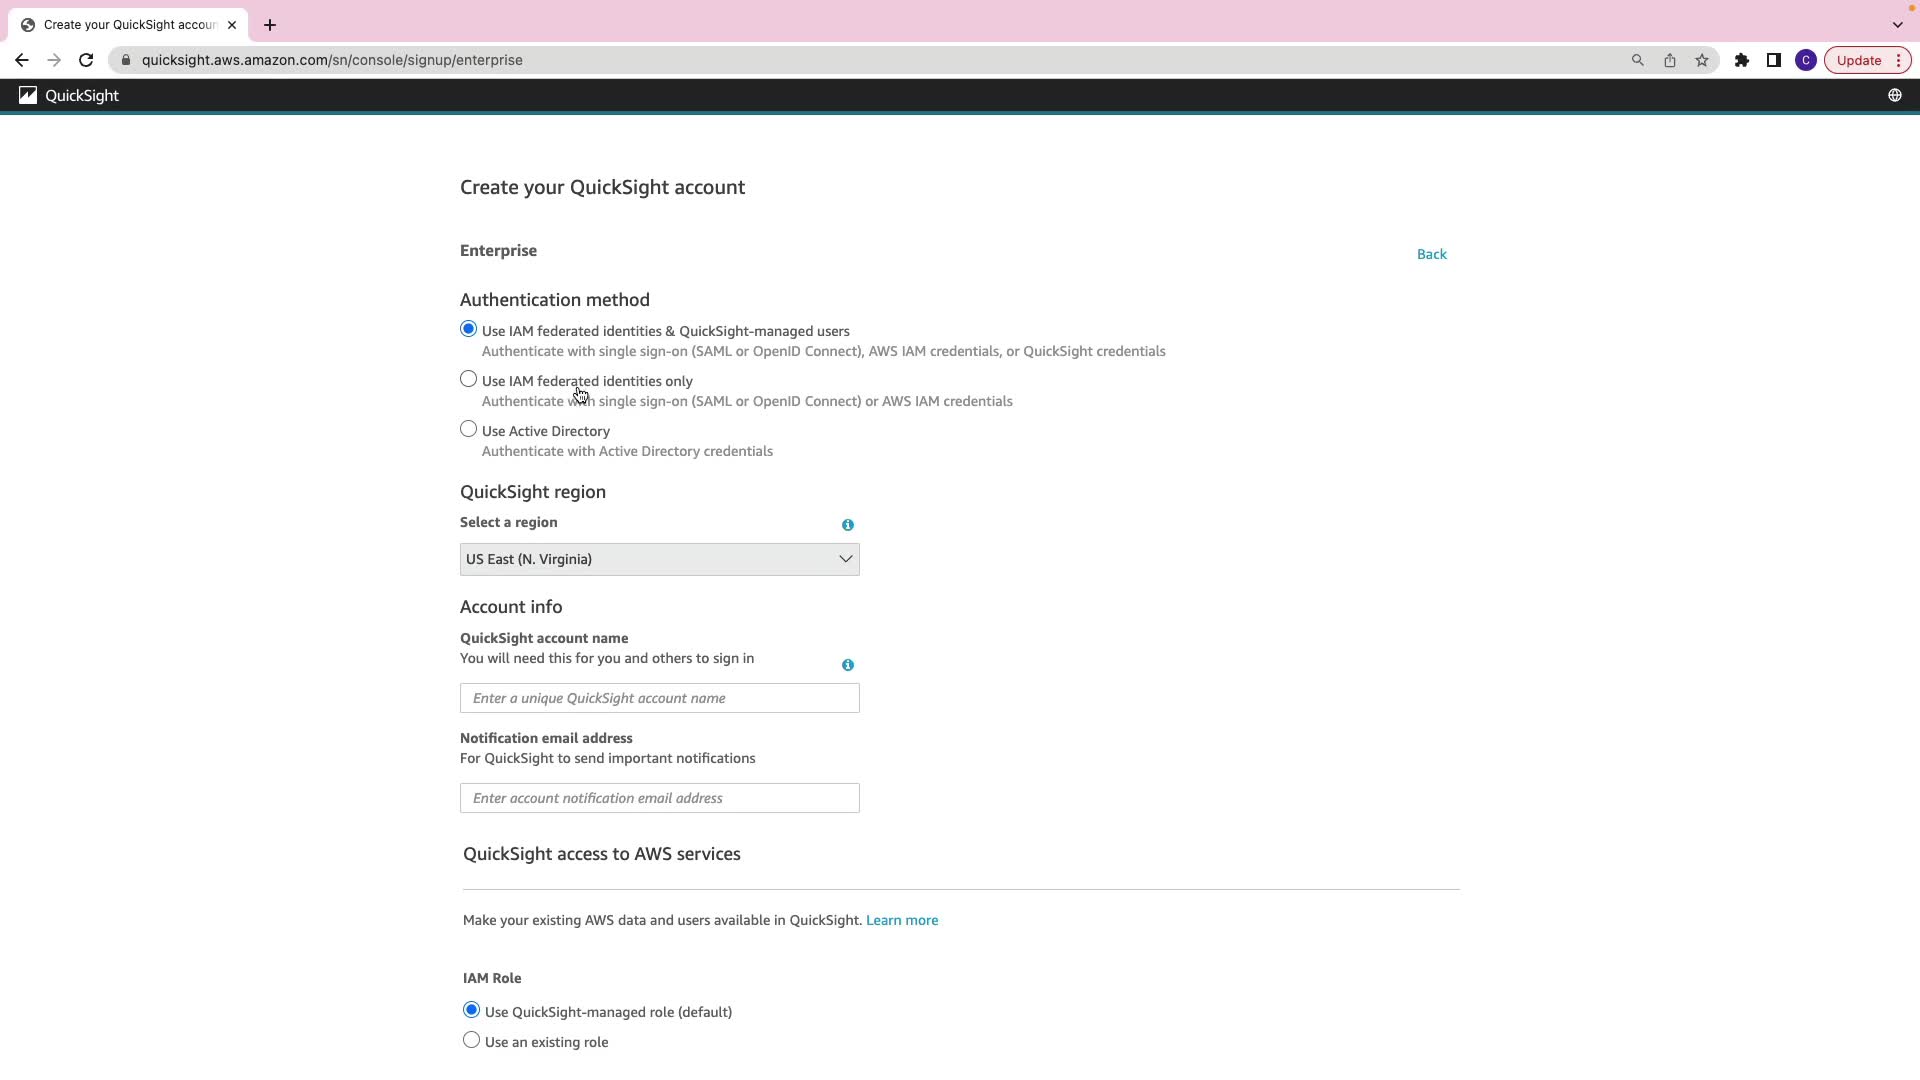 Create your QuickSight accoun
quicksight.aws.amazon.com/sn/console/signup/enterprise
C
Update
QuickSight
Create your QuickSight account
Enterprise
Back
Authentication method
Use IAM federated identities & QuickSight-managed users
Authenticate with single sign-on (SAML or OpenID Connect), AWS IAM credentials, or QuickSight credentials
Use IAM federated identities only
Authenticate with single sign-on (SAML or OpenID Connect) or AWS IAM credentials
Use Active Directory
Authenticate with Active Directory credentials
QuickSight region
Select a region
US East (N. Virginia)
Account info
QuickSight account name
You will need this for you and others to sign in
Enter a unique QuickSight account name
Notification email address
For QuickSight to send important notifications
Enter account notification email address
QuickSight access to AWS services
Make your existing AWS data and users available in QuickSight. Learn more
IAM Role
Use QuickSight-managed role (default)
Use an existing role